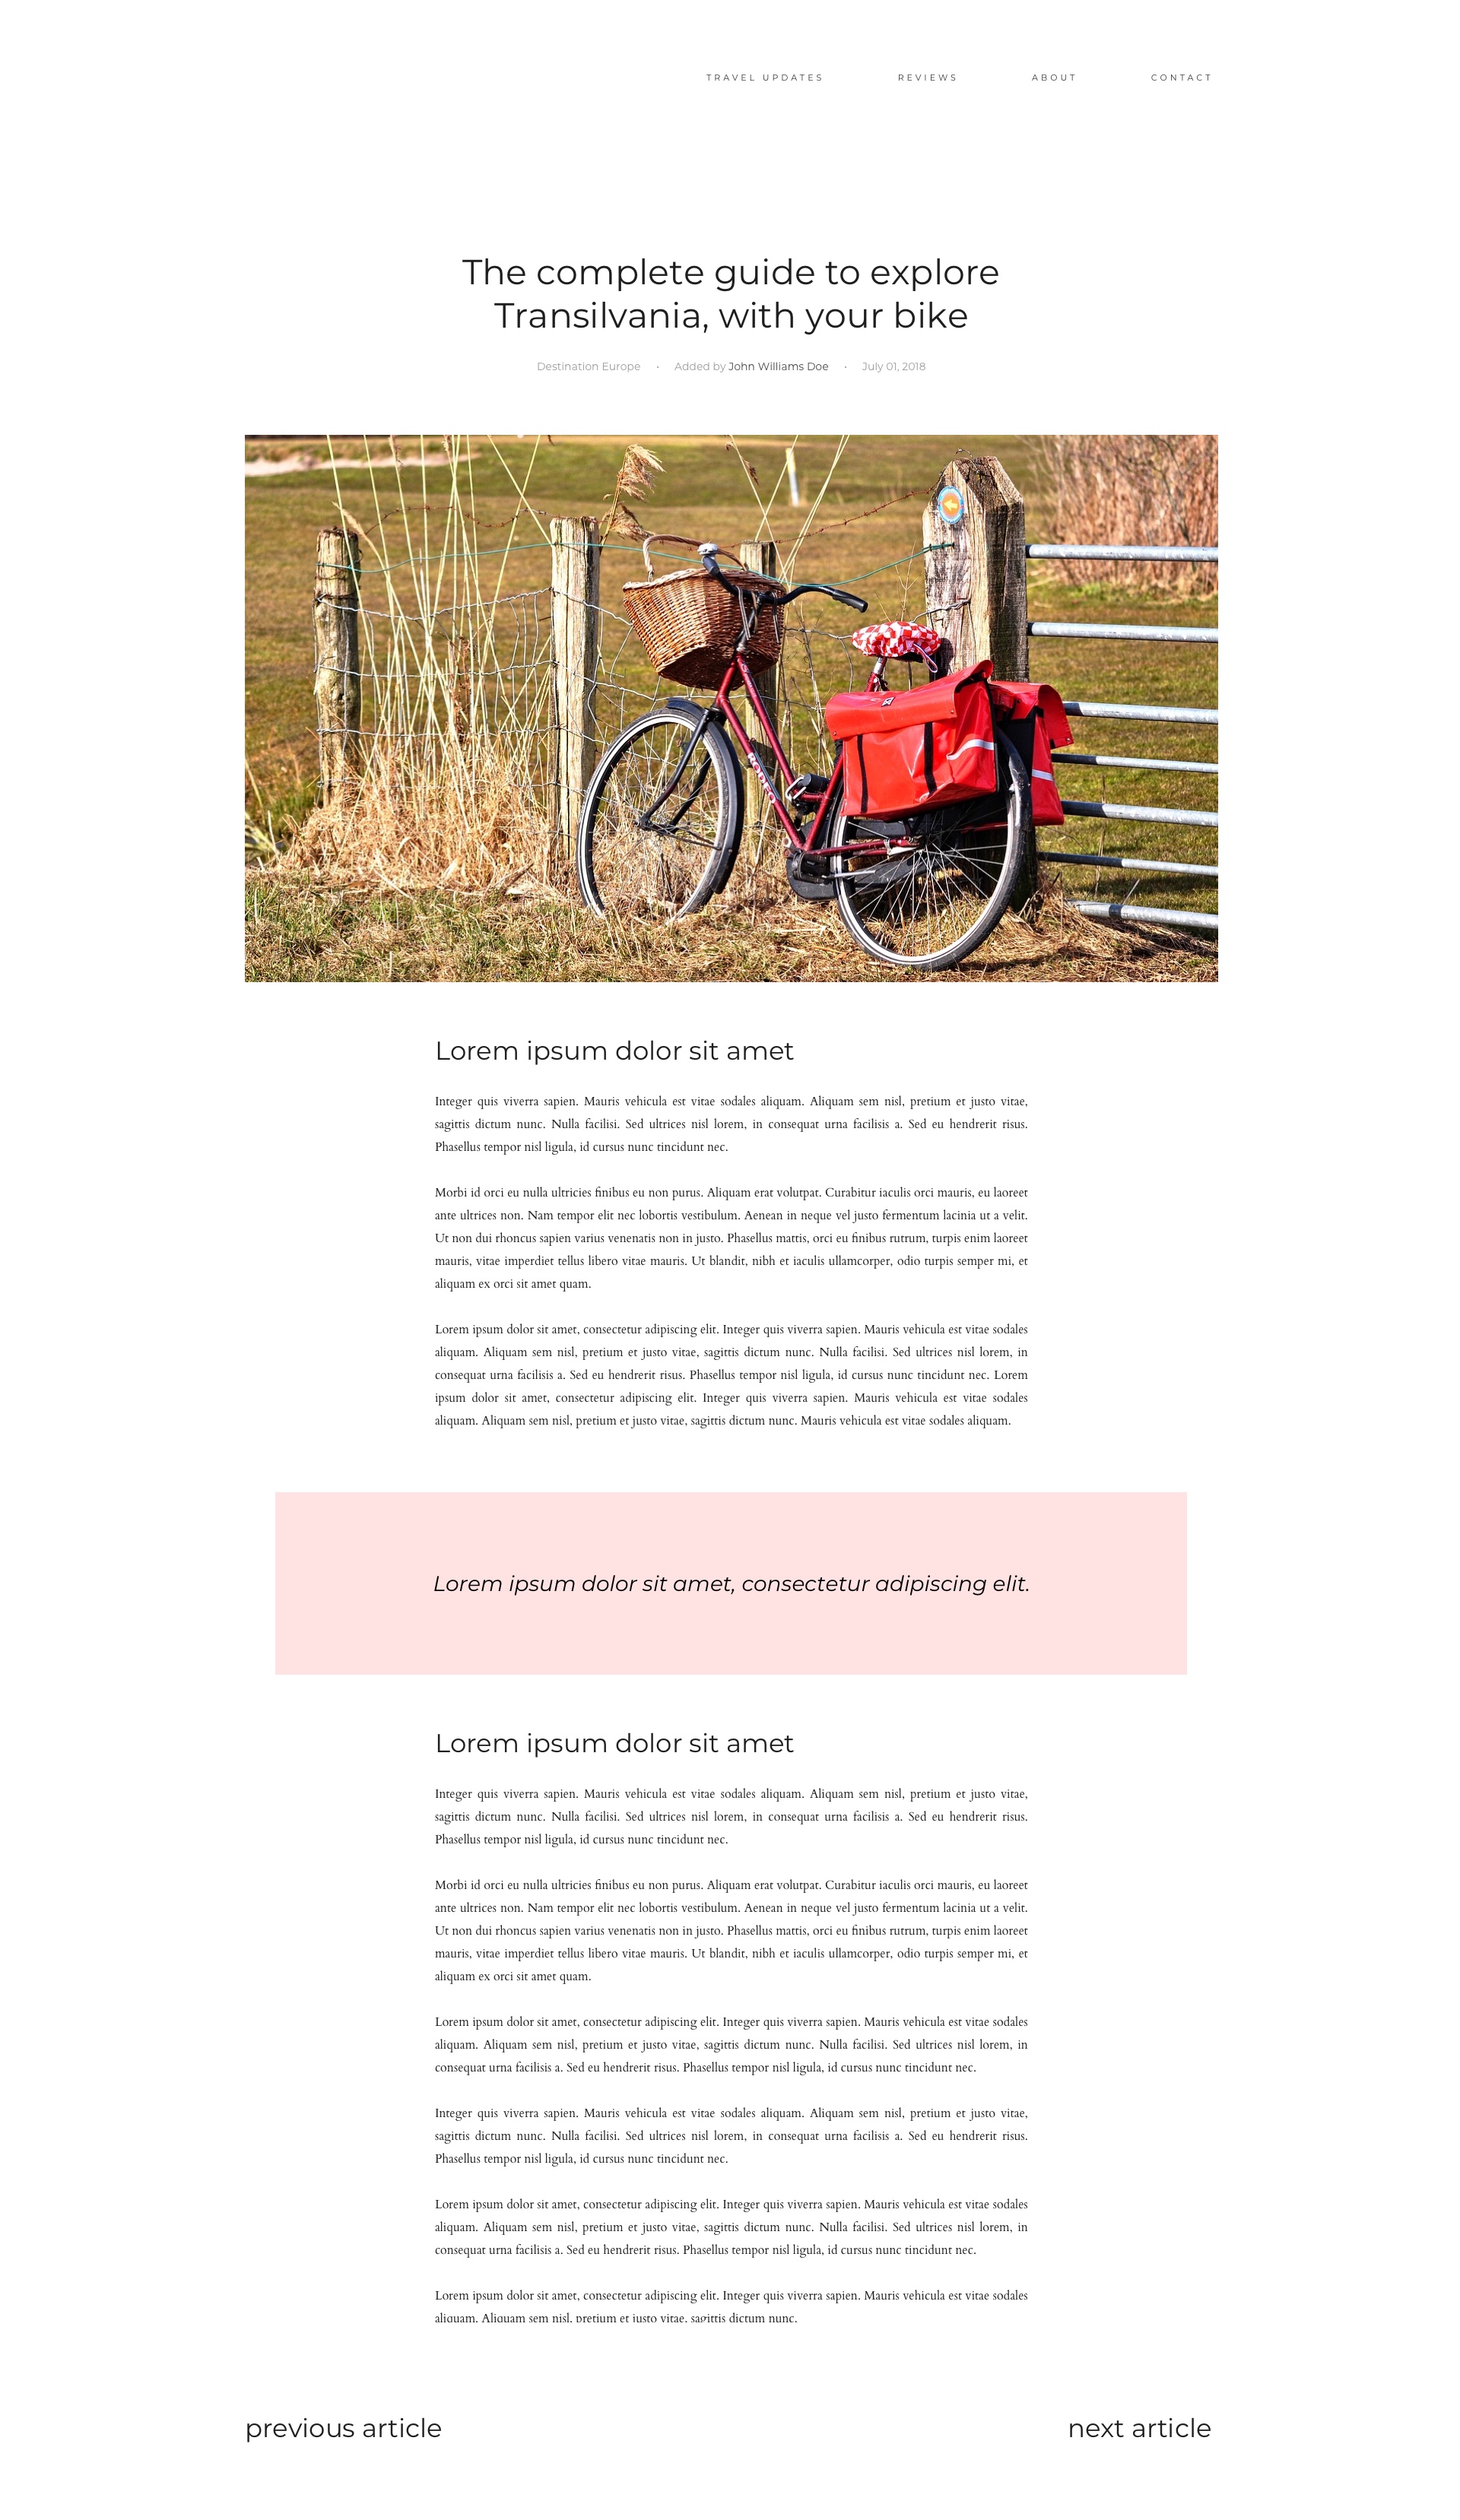 TRAVEL UPDATES REVIEWS ABOUT CONTACT
The complete guide to explore
Transilvania, with your bike
Destination Europe • Added by John Williams Doe • July 01, 2018
Lorem ipsum dolor sit amet
Integer quis viverra sapien. Mauris vehicula est vitae sodales aliquam. Aliquam sem nisl, pretium et justo vitae,
sagittis dictum nunc. Nulla facilisi. Sed ultrices nisl lorem, in consequat urna facilisis a. Sed eu hendrerit risus.
Phasellus tempor nisl ligula, id cursus nunc tincidunt nec.
Morbi id orci eu nulla ultricies finibus eu non purus. Aliquam erat volutpat. Curabitur iaculis orci mauris, eu laoreet
ante ultrices non. Nam tempor elit nec lobortis vestibulum. Aenean in neque vel justo fermentum lacinia ut a velit.
Ut non dui rhoncus sapien varius venenatis non in justo. Phasellus mattis, orci eu finibus rutrum, turpis enim laoreet
mauris, vitae imperdiet tellus libero vitae mauris. Ut blandit, nibh et iaculis ullamcorper, odio turpis semper mi, et
aliquam ex orci sit amet quam.
Lorem ipsum dolor sit amet, consectetur adipiscing elit. Integer quis viverra sapien. Mauris vehicula est vitae sodales
aliquam. Aliquam sem nisl, pretium et justo vitae, sagittis dictum nunc. Nulla facilisi. Sed ultrices nisl lorem, in
consequat urna facilisis a. Sed eu hendrerit risus. Phasellus tempor nisl ligula, id cursus nunc tincidunt nec. Lorem
ipsum dolor sit amet, consectetur adipiscing elit. Integer quis viverra sapien. Mauris vehicula est vitae sodales
aliquam. Aliquam sem nisl, pretium et justo vitae, sagittis dictum nunc. Mauris vehicula est vitae sodales aliquam.
Lorem ipsum dolor sit amet, consectetur adipiscing elit.
Lorem ipsum dolor sit amet
Integer quis viverra sapien. Mauris vehicula est vitae sodales aliquam. Aliquam sem nisl, pretium et justo vitae,
sagittis dictum nunc. Nulla facilisi. Sed ultrices nisl lorem, in consequat urna facilisis a. Sed eu hendrerit risus.
Phasellus tempor nisl ligula, id cursus nunc tincidunt nec.
Morbi id orci eu nulla ultricies finibus eu non purus. Aliquam erat volutpat. Curabitur iaculis orci mauris, eu laoreet
ante ultrices non. Nam tempor elit nec lobortis vestibulum. Aenean in neque vel justo fermentum lacinia ut a velit.
Ut non dui rhoncus sapien varius venenatis non in justo. Phasellus mattis, orci eu finibus rutrum, turpis enim laoreet
mauris, vitae imperdiet tellus libero vitae mauris. Ut blandit, nibh et iaculis ullamcorper, odio turpis semper mi, et
aliquam ex orci sit amet quam.
Lorem ipsum dolor sit amet, consectetur adipiscing elit. Integer quis viverra sapien. Mauris vehicula est vitae sodales
aliquam. Aliquam sem nisl, pretium et justo vitae, sagittis dictum nunc. Nulla facilisi. Sed ultrices nisl lorem, in
consequat urna facilisis a. Sed eu hendrerit risus. Phasellus tempor nisl ligula, id cursus nunc tincidunt nec.
Integer quis viverra sapien. Mauris vehicula est vitae sodales aliquam. Aliquam sem nisl, pretium et justo vitae,
sagittis dictum nunc. Nulla facilisi. Sed ultrices nisl lorem, in consequat urna facilisis a. Sed eu hendrerit risus.
Phasellus tempor nisl ligula, id cursus nunc tincidunt nec.
Lorem ipsum dolor sit amet, consectetur adipiscing elit. Integer quis viverra sapien. Mauris vehicula est vitae sodales
aliquam. Aliquam sem nisl, pretium et justo vitae, sagittis dictum nunc. Nulla facilisi. Sed ultrices nisl lorem, in
consequat urna facilisis a. Sed eu hendrerit risus. Phasellus tempor nisl ligula, id cursus nunc tincidunt nec.
Lorem ipsum dolor sit amet, consectetur adipiscing elit. Integer quis viverra sapien. Mauris vehicula est vitae sodales
aliquam. Aliquam sem nisl, pretium et justo vitae, sagittis dictum nunc.
previous article next article